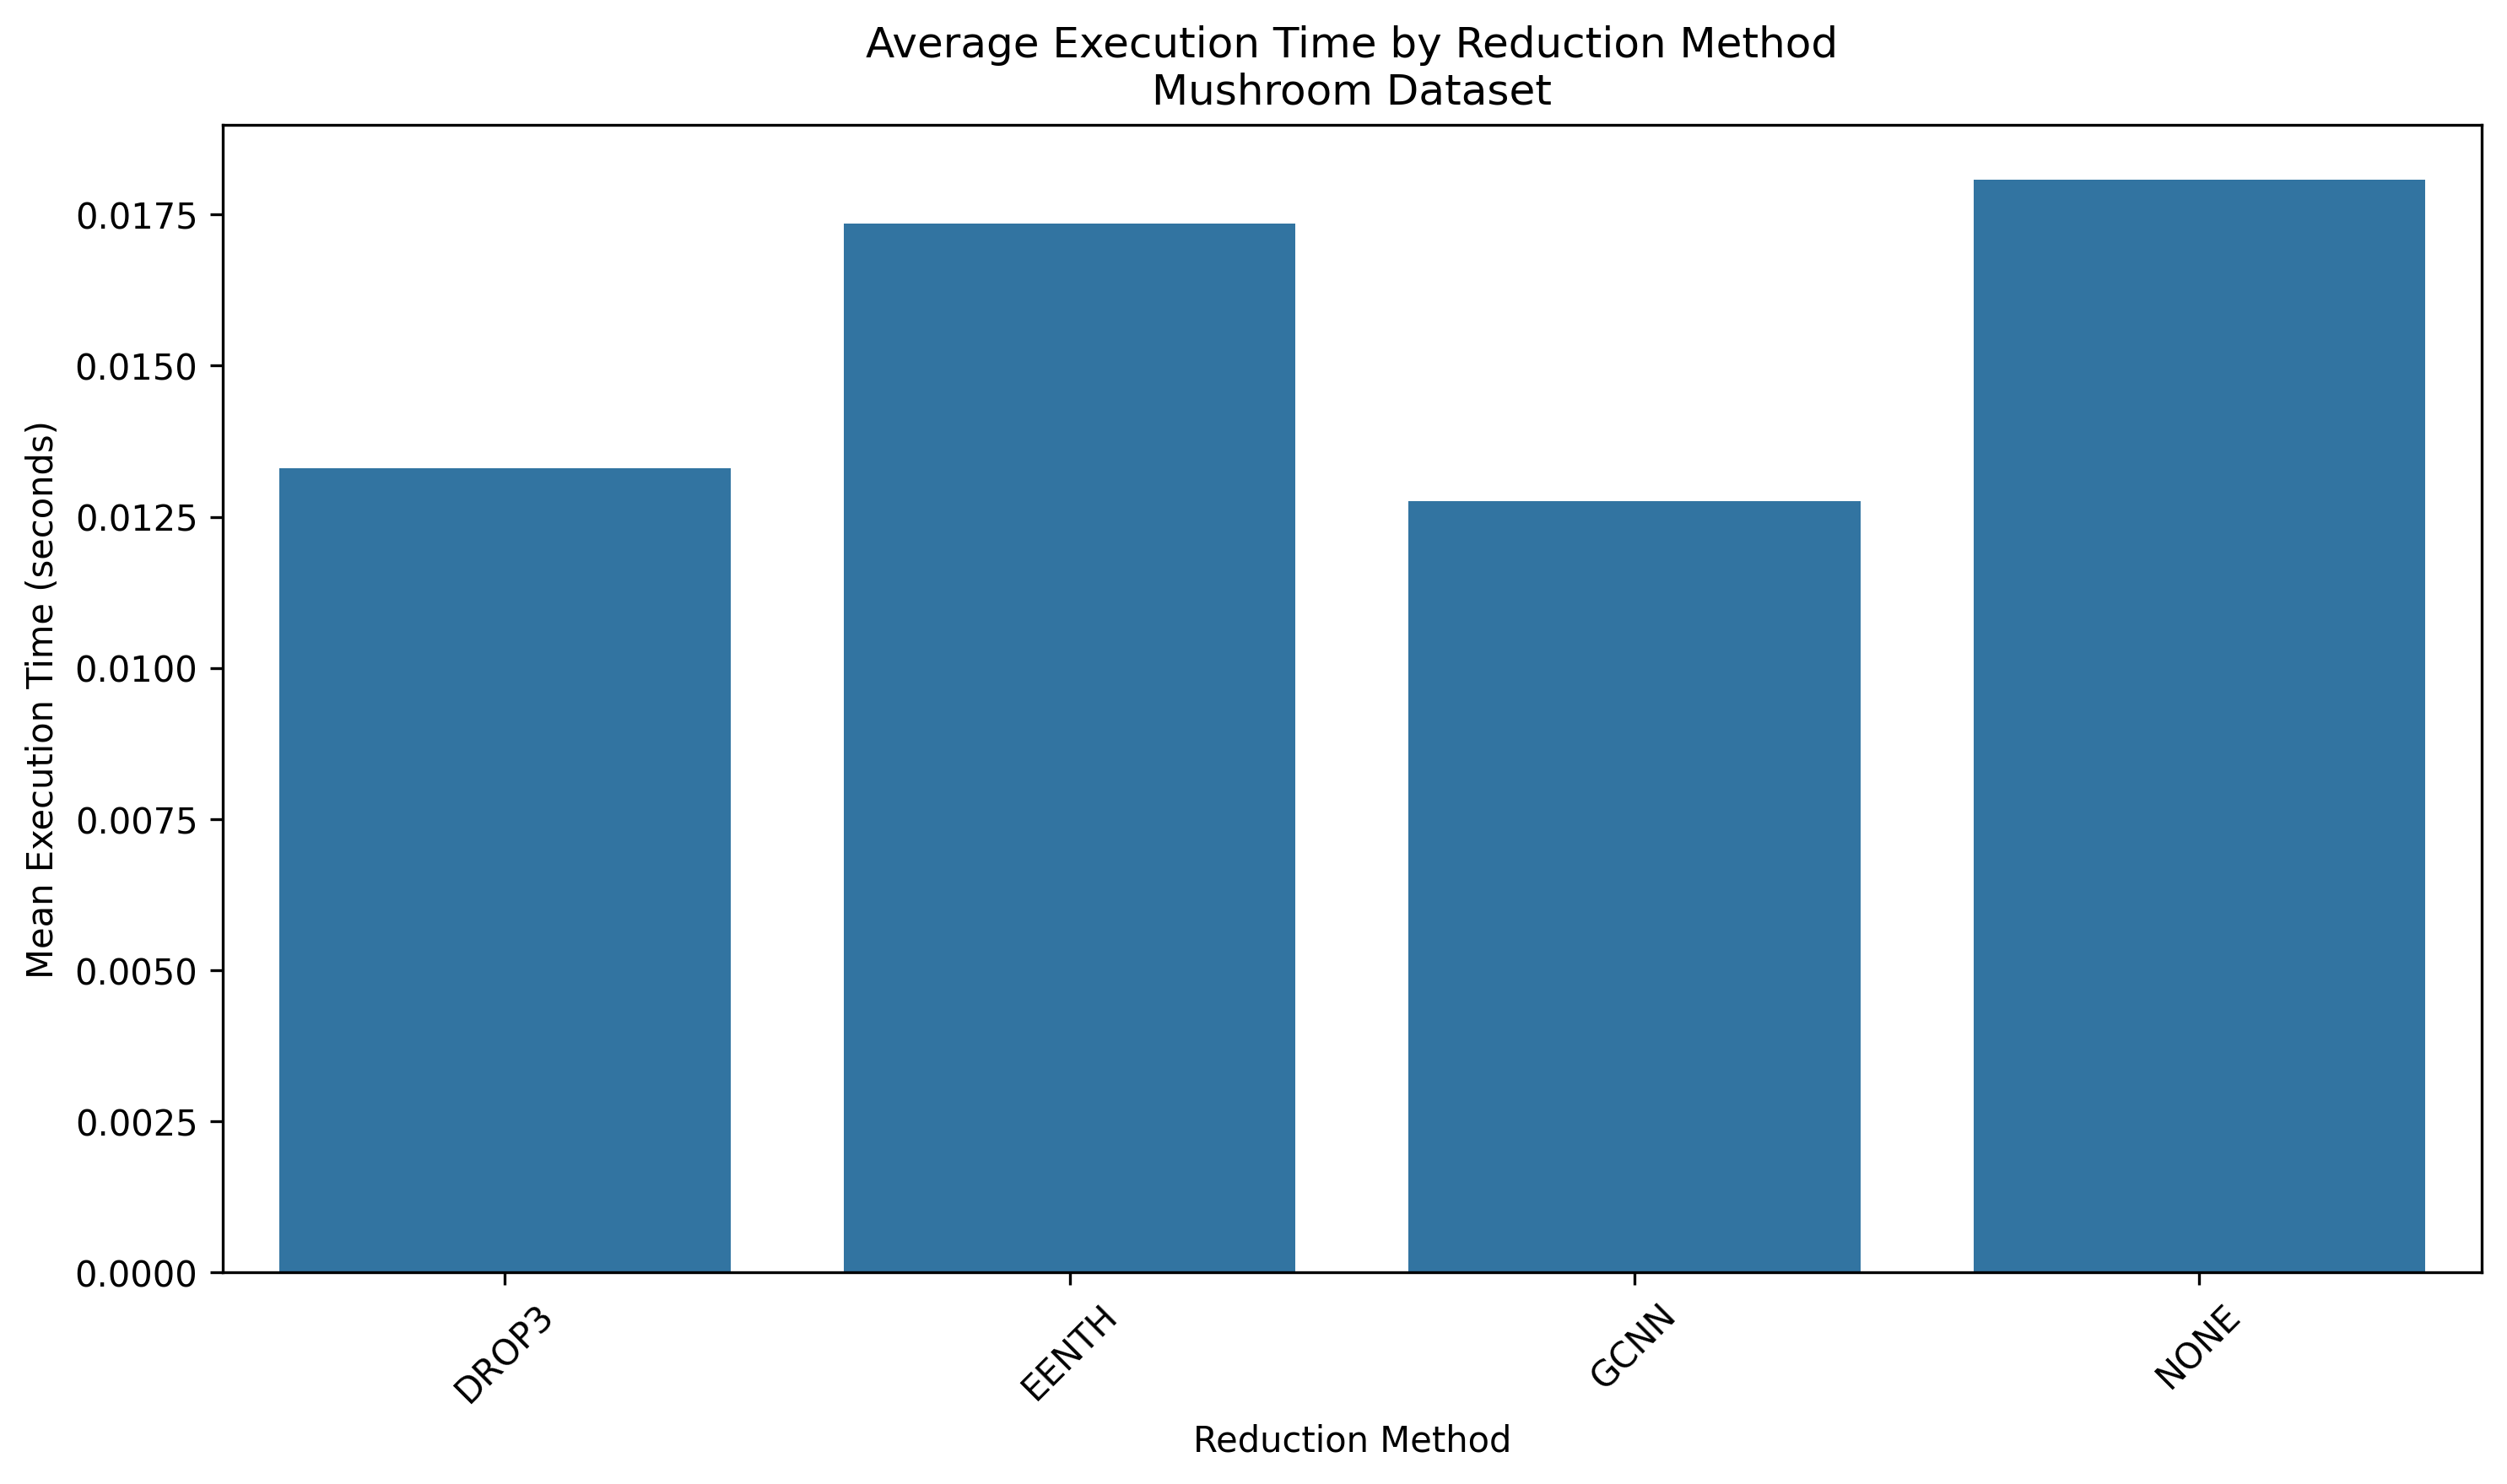 Average Execution Time by Reduction Method
Mushroom Dataset
Mean Execution Time (seconds)
0.0175
0.0150
0.0125
0.0100
0.0075
0.0050
0.0025
0.0000
DROP3
EENTH
GCNN
NONE
Reduction Method